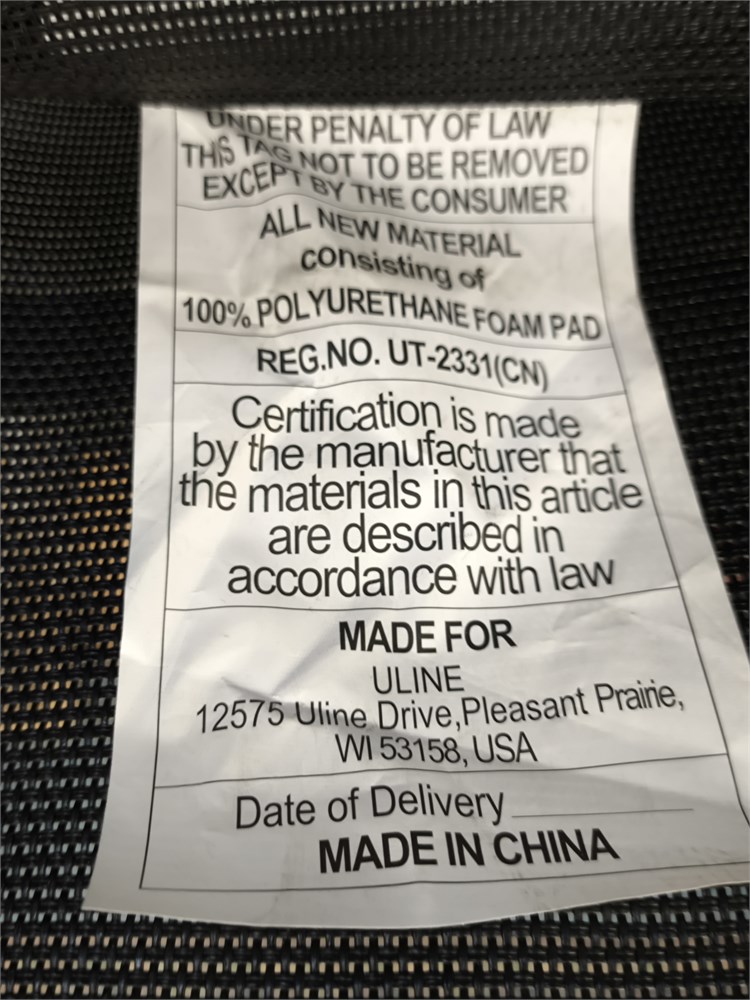 UNDER PENALTY OF LAW
THIS TAG NOT TO BE REMOVED
EXCEPT BY THE CONSUMER
ALL NEW MATERIAL
consisting of
100% POLYURETHANE FOAM PAD
REG.NO. UT-2331(CN)
Certification is made
by the manufacturer that
the materials in this article
are described in
accordance with law
MADE FOR
ULINE
12575 Uline Drive,Pleasant Prairie,
WI 53158, USA
Date of Delivery
MADE IN CHINA